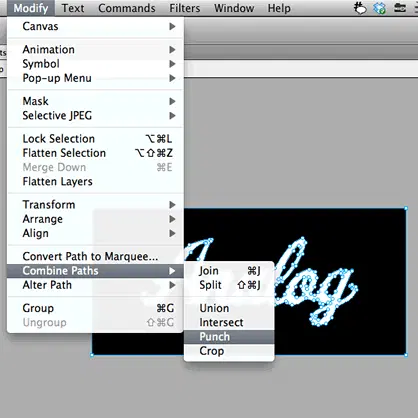 Modify Text Commands Filters Window Help
Canvas
Animation
Symbol
Pop-up Menu
Mask
Selective JPEG
Lock Selection ⌥⌘L
Flatten Selection ⌥⇧⌘Z
Merge Down ⌘E
Flatten Layers
Transform
Arrange
Align
Convert Path to Marquee...
Combine Paths
Alter Path
Group ⌘G
Ungroup ⇧⌘G
Join ⌘J
Split ⇧⌘J
Union
Intersect
Punch
Crop
Analog